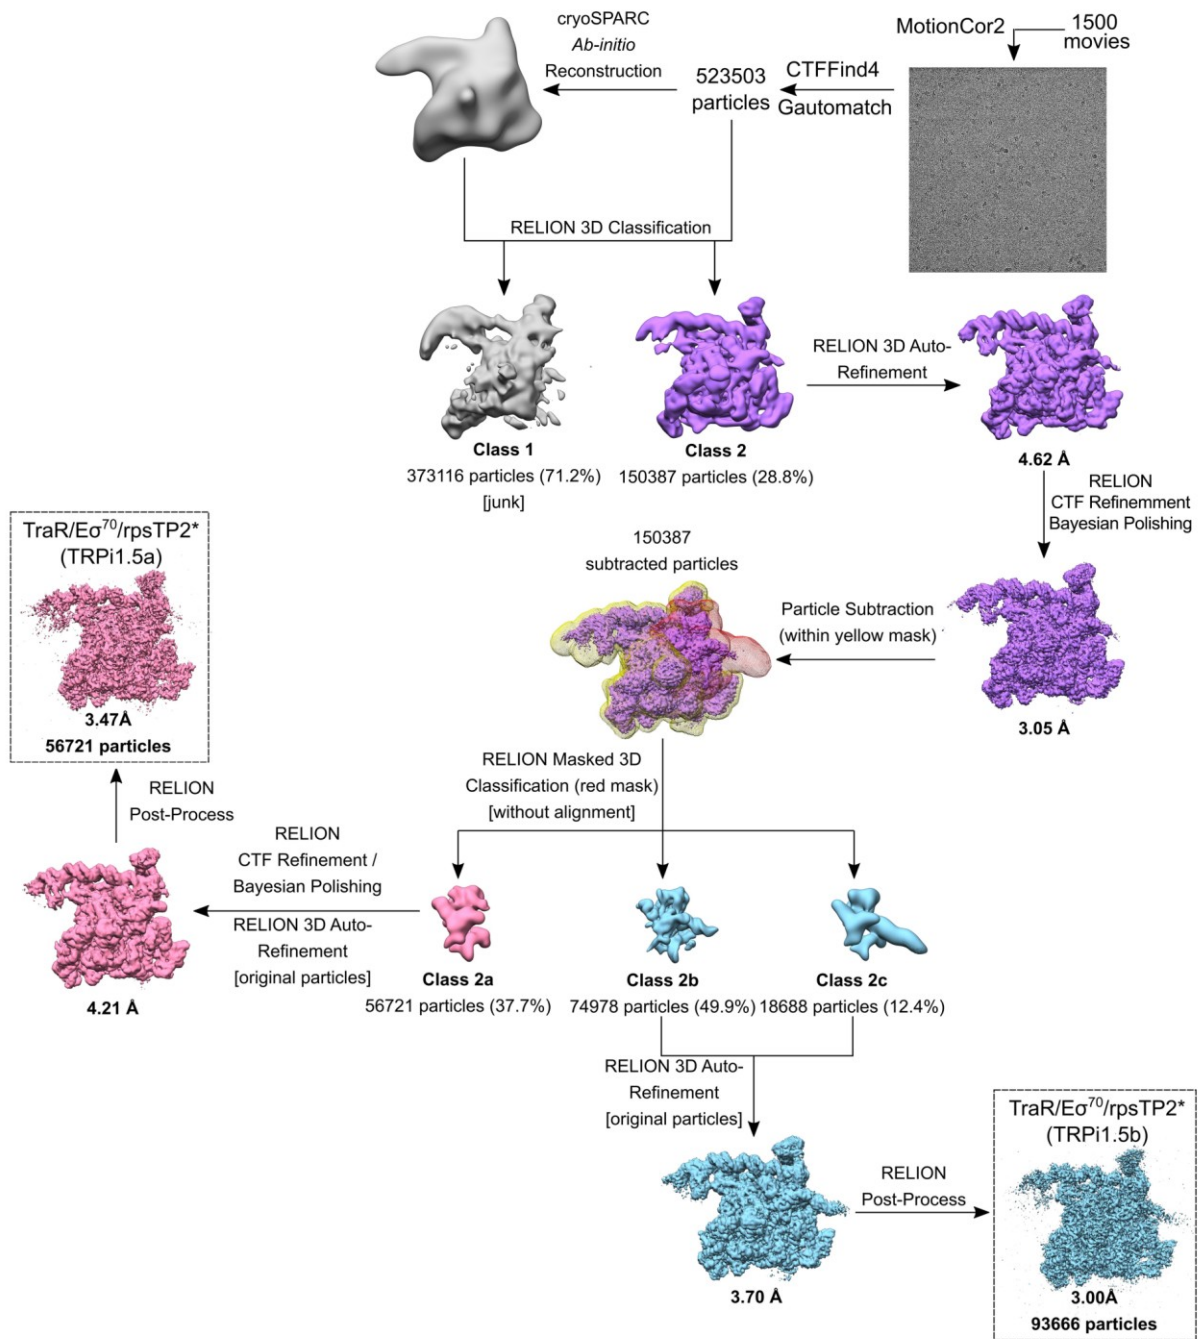 cryoSPARC
Ab-initio
Reconstruction
523503
particles
CTFFind4
Gautomatch
MotionCor2
1500
movies
RELION 3D Classification
Class 1
373116 particles (71.2%)
[junk]
Class 2
150387 particles (28.8%)
RELION 3D Auto-
Refinement
4.62 Å
RELION
CTF Refinemment
Bayesian Polishing
3.05 Å
Particle Subtraction
(within yellow mask)
150387
subtracted particles
RELION Masked 3D
Classification (red mask)
[without alignment]
Class 2a
56721 particles (37.7%)
Class 2b
74978 particles (49.9%)
Class 2c
18688 particles (12.4%)
RELION
CTF Refinement /
Bayesian Polishing
RELION 3D Auto-
Refinement
[original particles]
4.21 Å
RELION
Post-Process
TraR/Eσ⁷⁰/rpsTP2*
(TRPi1.5a)
3.47Å
56721 particles
RELION 3D Auto-
Refinement
[original particles]
3.70 Å
RELION
Post-Process
TraR/Eσ⁷⁰/rpsTP2*
(TRPi1.5b)
3.00Å
93666 particles